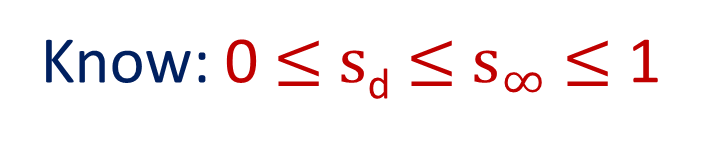 Know: 0 ≤ s_d ≤ s_∞ ≤ 1